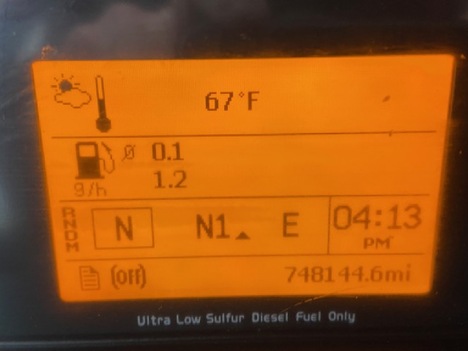 67°F
ø 0.1
g/h 1.2
RNDM N N1 E 04:13 PM
(Off) 748144.6mi
Ultra Low Sulfur Diesel Fuel Only